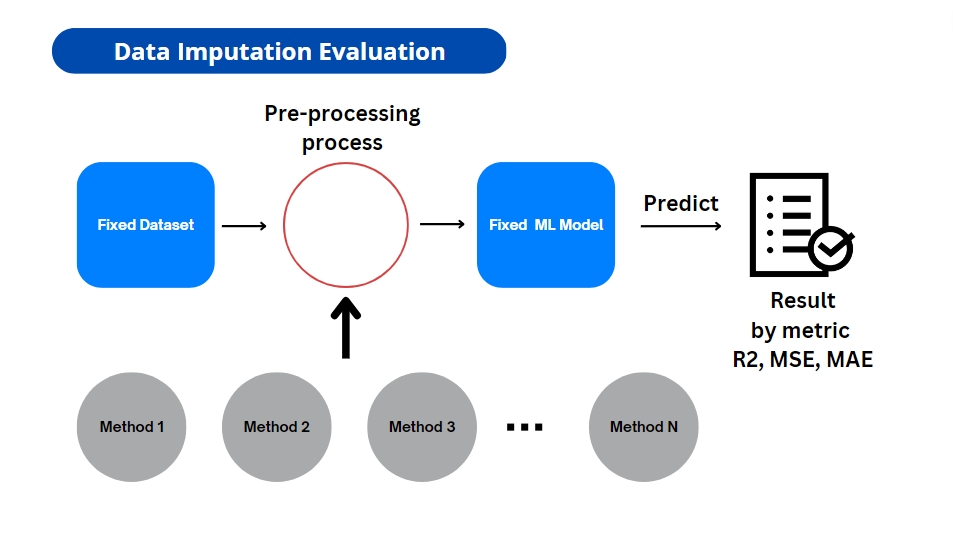 Data Imputation Evaluation
Pre-processing
process
Fixed Dataset
Fixed ML Model
Predict
Result
by metric
R2, MSE, MAE
Method 1
Method 2
Method 3
...
Method N